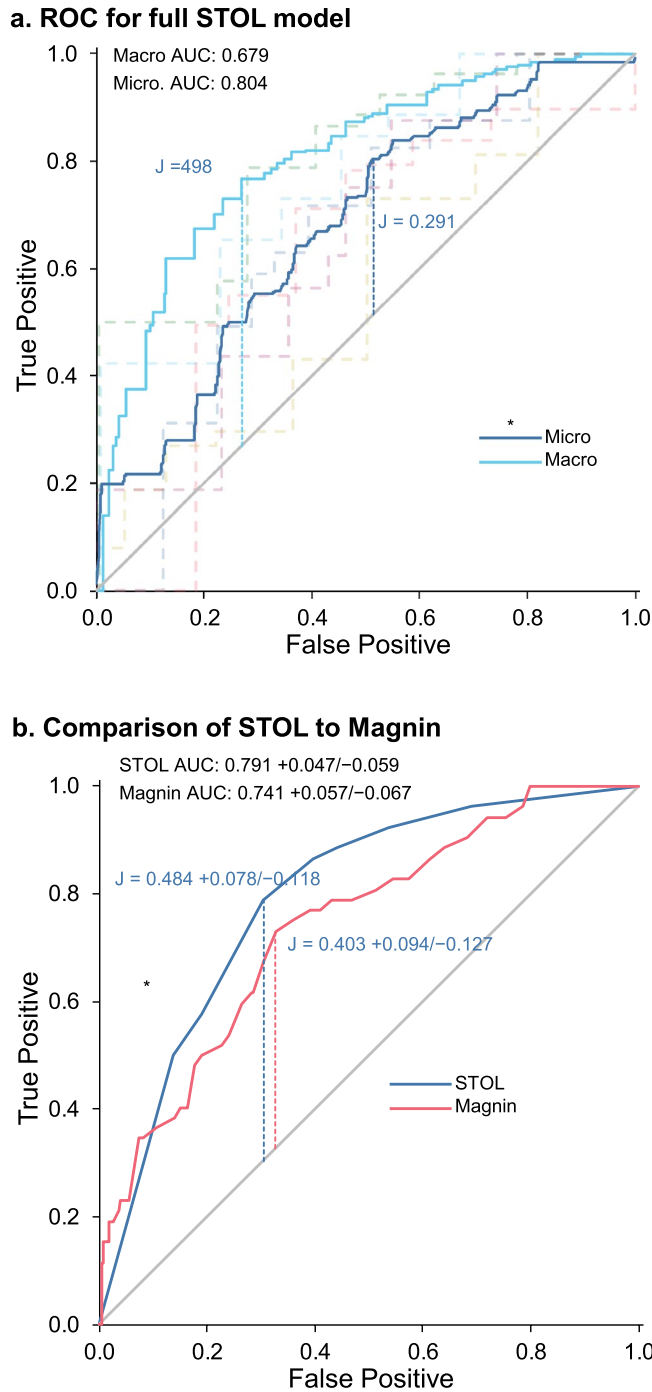 a. ROC for full STOL model
Macro AUC: 0.679
Micro. AUC: 0.804
1.0
0.8
0.6
0.4
0.2
0.0
True Positive
J =498
J = 0.291
*
Micro
Macro
0.0 0.2 0.4 0.6 0.8 1.0
False Positive
b. Comparison of STOL to Magnin
STOL AUC: 0.791 +0.047/−0.059
Magnin AUC: 0.741 +0.057/−0.067
1.0
0.8
0.6
0.4
0.2
0.0
True Positive
J = 0.484 +0.078/−0.118
J = 0.403 +0.094/−0.127
*
STOL
Magnin
0.0 0.2 0.4 0.6 0.8 1.0
False Positive